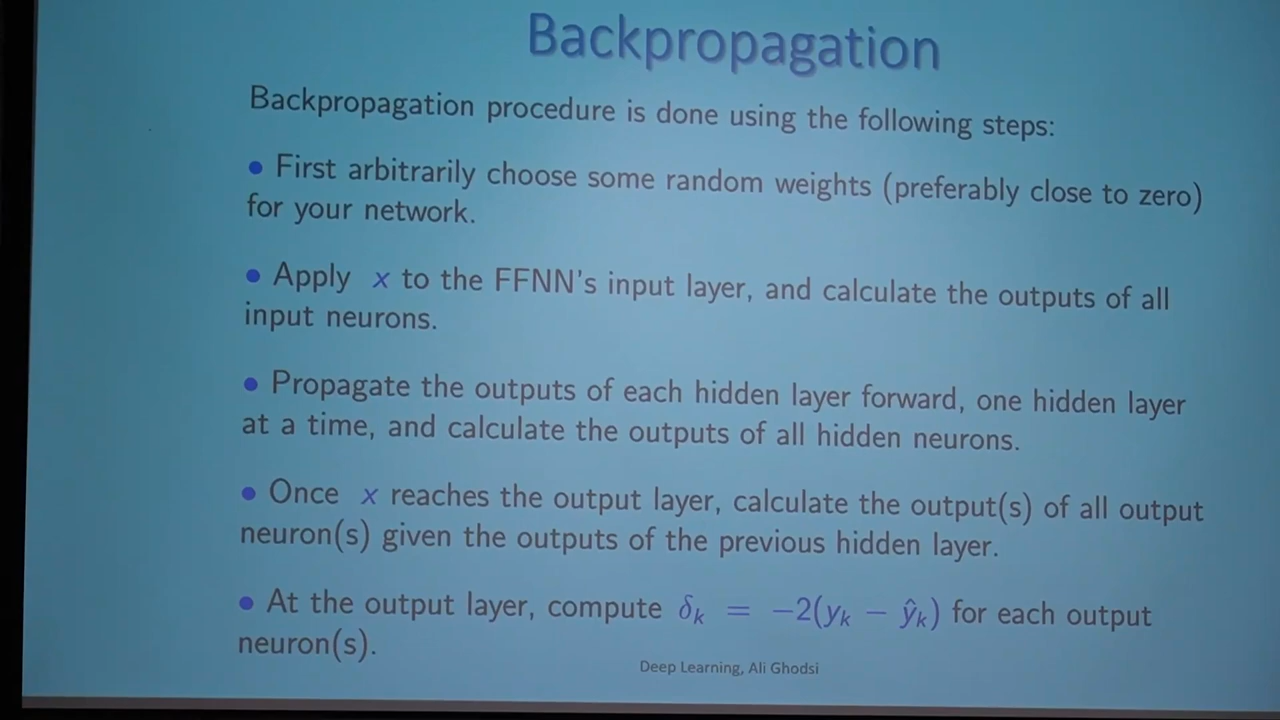 Backpropagation
Backpropagation procedure is done using the following steps:
• First arbitrarily choose some random weights (preferably close to zero)
for your network.
• Apply x to the FFNN's input layer, and calculate the outputs of all
input neurons.
• Propagate the outputs of each hidden layer forward, one hidden layer
at a time, and calculate the outputs of all hidden neurons.
• Once x reaches the output layer, calculate the output(s) of all output
neuron(s) given the outputs of the previous hidden layer.
• At the output layer, compute δₖ = −2(yₖ − ŷₖ) for each output
neuron(s).
Deep Learning, Ali Ghodsi